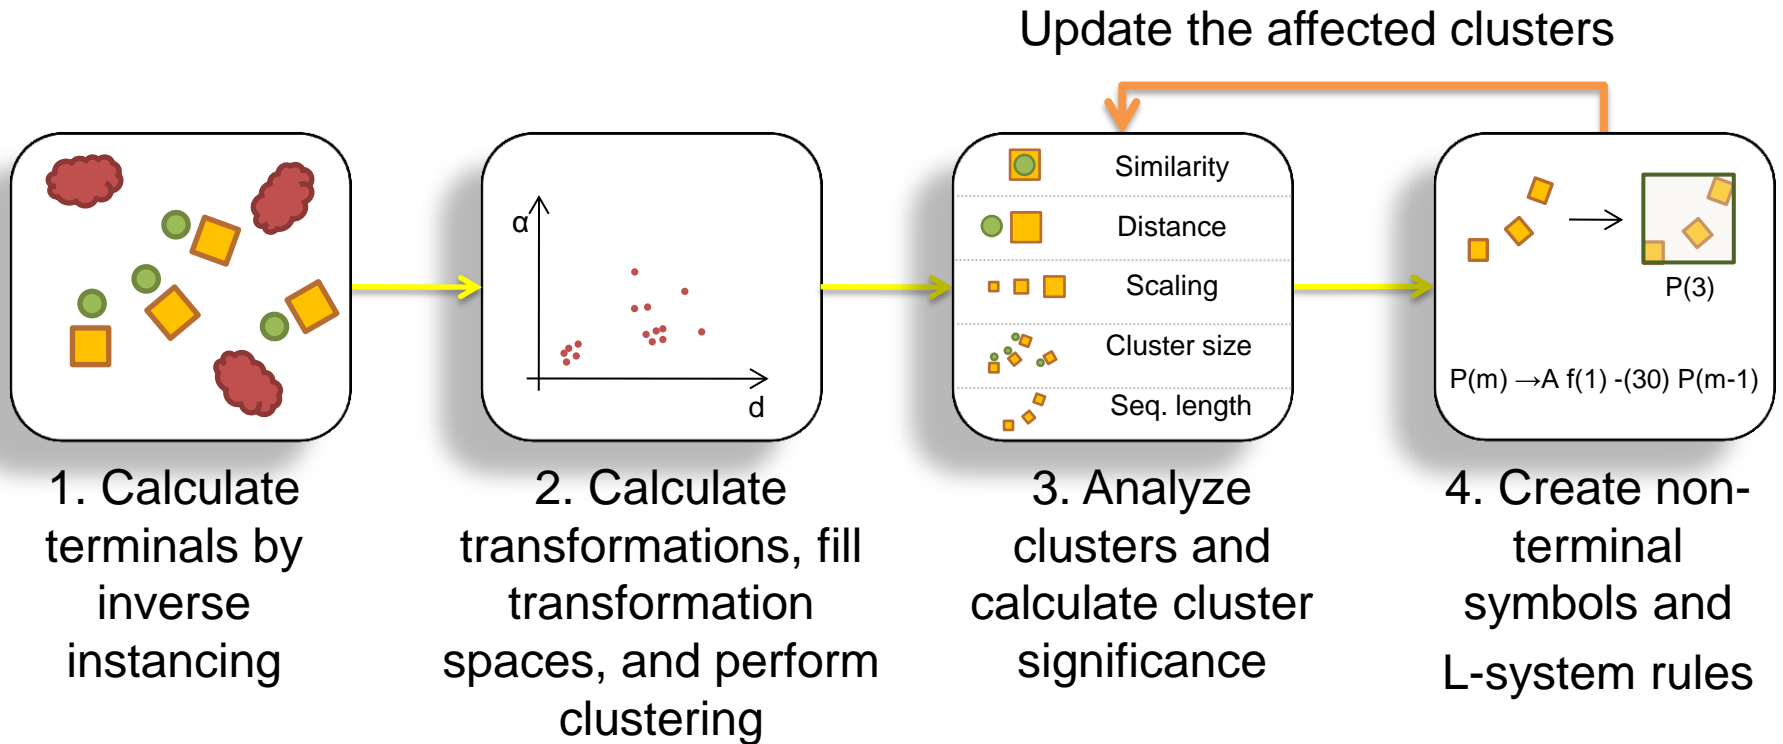 Update the affected clusters
α
d
Similarity
Distance
Scaling
Cluster size
Seq. length
P(3)
P(m) →A f(1) -(30) P(m-1)
1. Calculate
terminals by
inverse
instancing
2. Calculate
transformations, fill
transformation
spaces, and perform
clustering
3. Analyze
clusters and
calculate cluster
significance
4. Create non-
terminal
symbols and
L-system rules